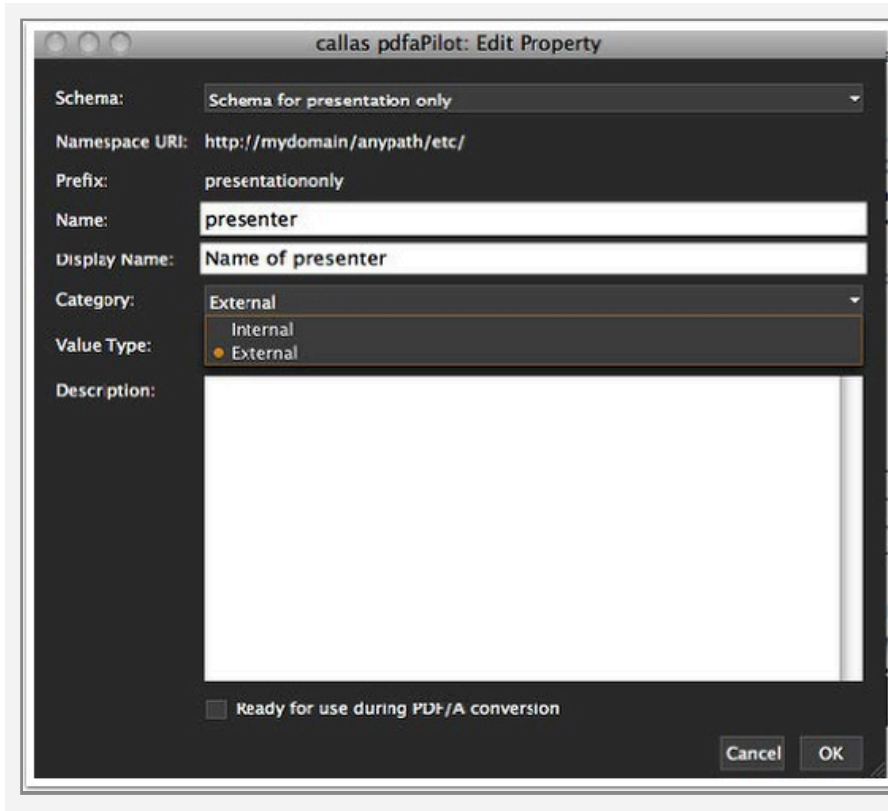 callas pdfaPilot: Edit Property
Schema: Schema for presentation only
Namespace URI: http://mydomain/anypath/etc/
Prefix: presentationonly
Name: presenter
Display Name: Name of presenter
Category: External
Internal
Value Type:
External
Description:
Ready for use during PDF/A conversion
Cancel OK